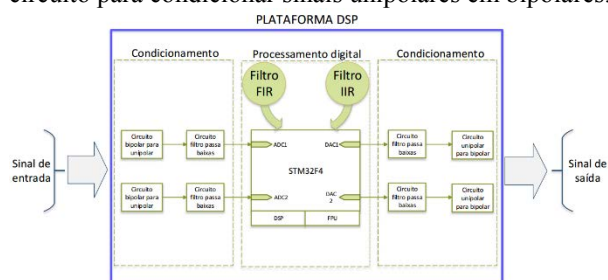 circuito para condicionar sinais unipolares em bipolares.
PLATAFORMA DSP
Condicionamento
Processamento digital
Condicionamento
Filtro
FIR
Filtro
IIR
Sinal de
entrada
Circuito
bipolar para
unipolar
Circuito
filtro passa
baixas
ADC1
DAC1
Circuito
filtro passa
baixas
Circuito
unipolar
para bipolar
STM32F4
Circuito
bipolar para
unipolar
Circuito
filtro passa
baixas
ADC2
DAC
2
Circuito
filtro passa
baixas
Circuito
unipolar
para bipolar
DSP
FPU
Sinal de
saída